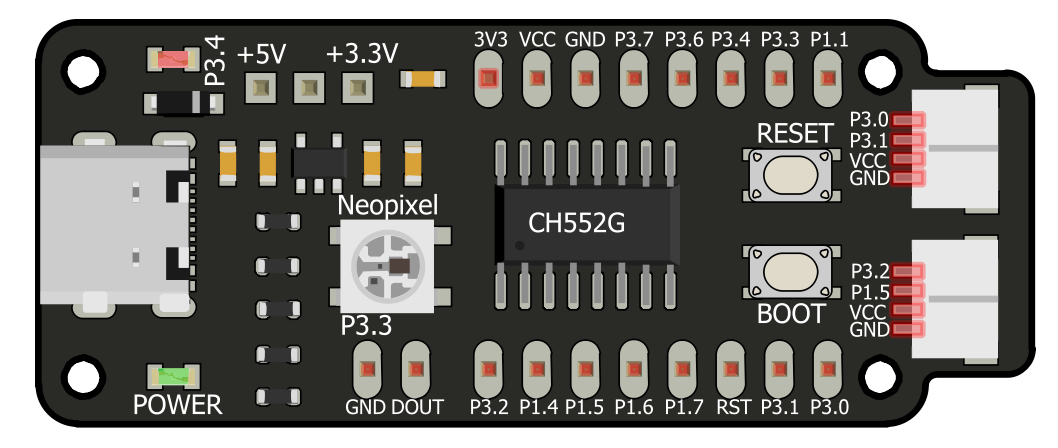 P3.4
+5V +3.3V
3V3 VCC GND P3.7 P3.6 P3.4 P3.3 P1.1
P3.0
P3.1
VCC
GND
RESET
Neopixel
CH552G
P3.2
P1.5
VCC
GND
BOOT
P3.3
POWER
GND DOUT P3.2 P1.4 P1.5 P1.6 P1.7 RST P3.1 P3.0